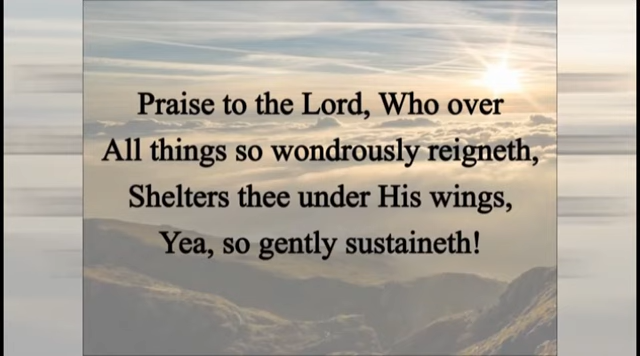 Praise to the Lord, Who over
All things so wondrously reigneth,
Shelters thee under His wings,
Yea, so gently sustaineth!